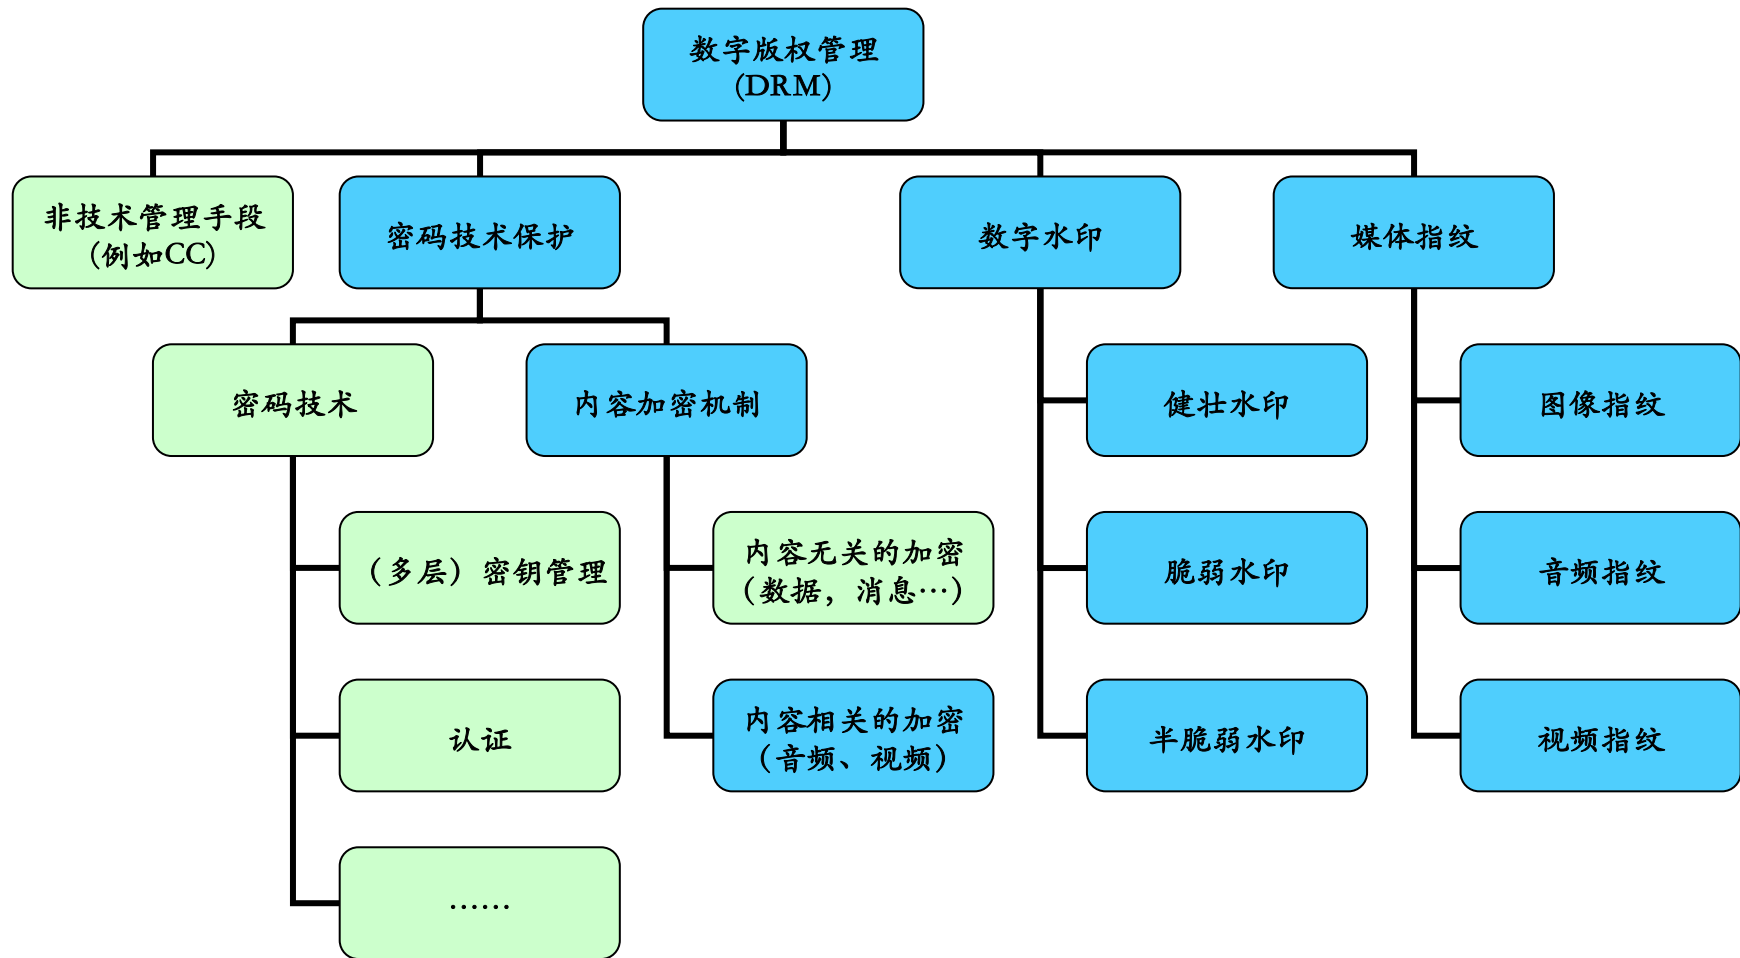 数字版权管理
(DRM)
非技术管理手段
(例如CC)
密码技术保护
数字水印
媒体指纹
密码技术
内容加密机制
健壮水印
图像指纹
（多层）密钥管理
内容无关的加密
（数据，消息…）
脆弱水印
音频指纹
认证
内容相关的加密
（音频、视频）
半脆弱水印
视频指纹
……